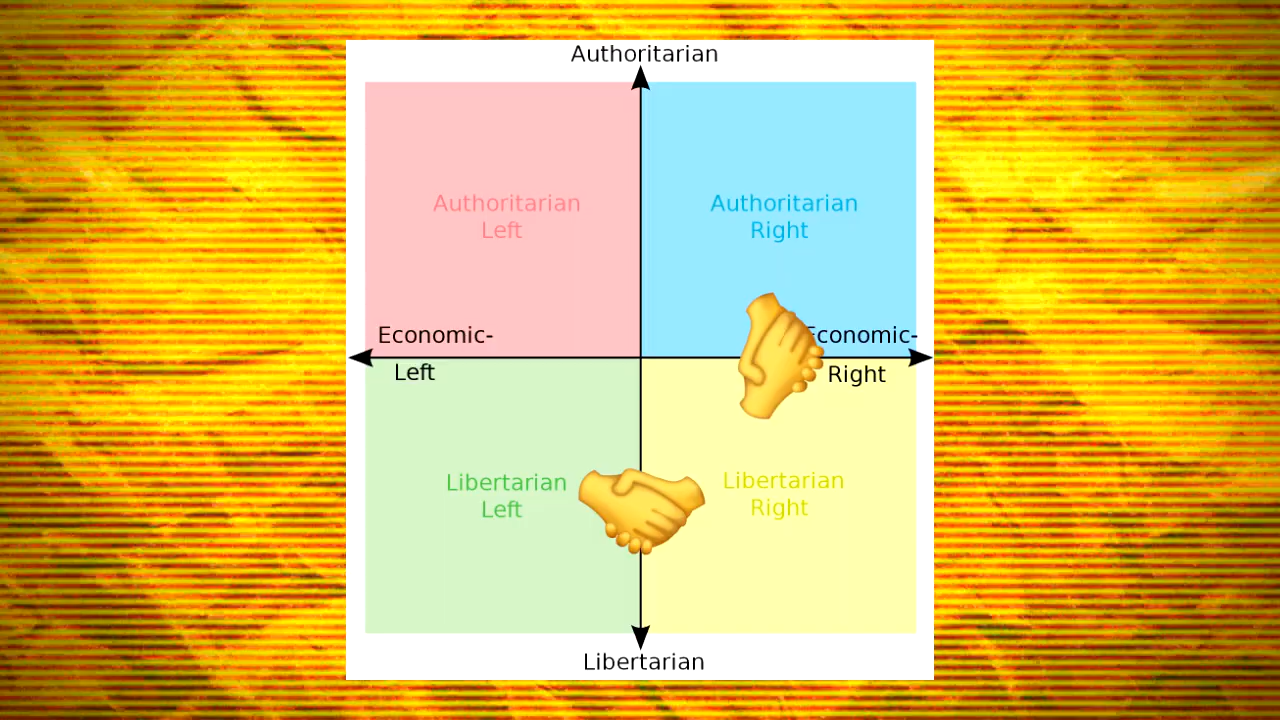 Authoritarian
Authoritarian
Left
Authoritarian
Right
Economic-
Left
Economic-
Right
Libertarian
Left
Libertarian
Right
Libertarian